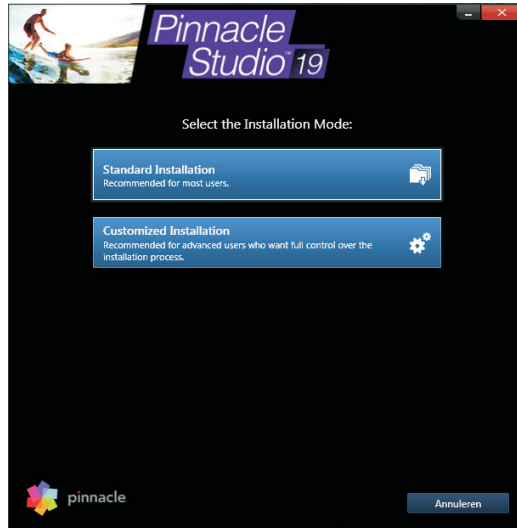 Pinnacle
Studio™ 19
Select the Installation Mode:
Standard Installation
Recommended for most users.
Customized Installation
Recommended for advanced users who want full control over the
installation process.
pinnacle.
Annuleren